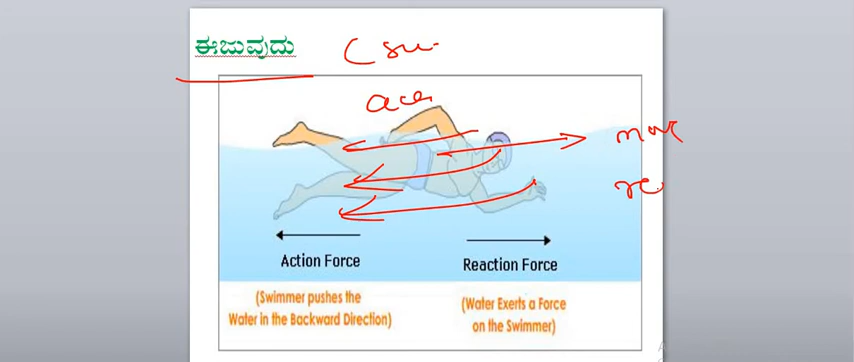 ಈಜುವುದು
Action Force
Reaction Force
(Swimmer pushes the
Water in the Backward Direction)
(Water Exerts a Force
on the Swimmer)